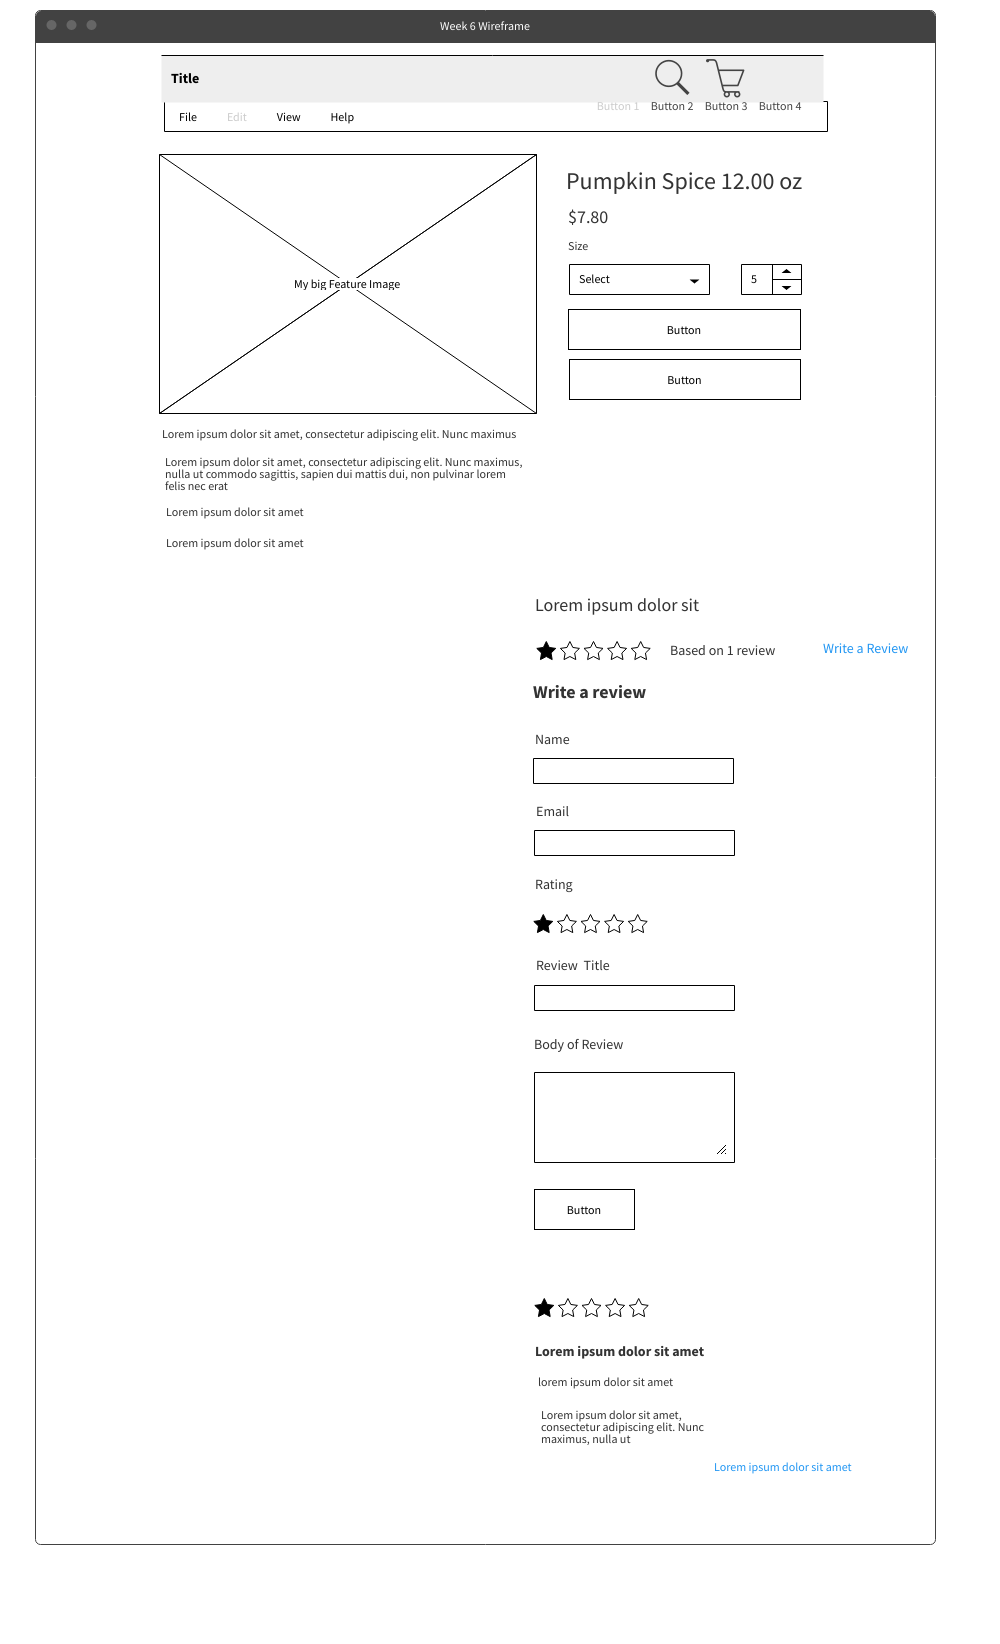 Week 6 Wireframe
Title
Button 1 Button 2 Button 3 Button 4
File Edit View Help
Pumpkin Spice 12.00 oz
$7.80
Size
Select 5
My big Feature Image
Button
Button
Lorem ipsum dolor sit amet, consectetur adipiscing elit. Nunc maximus
Lorem ipsum dolor sit amet, consectetur adipiscing elit. Nunc maximus,
nulla ut commodo sagittis, sapien dui mattis dui, non pulvinar lorem
felis nec erat
Lorem ipsum dolor sit amet
Lorem ipsum dolor sit amet
Lorem ipsum dolor sit
Based on 1 review Write a Review
Write a review
Name
Email
Rating
Review Title
Body of Review
Button
Lorem ipsum dolor sit amet
lorem ipsum dolor sit amet
Lorem ipsum dolor sit amet,
consectetur adipiscing elit. Nunc
maximus, nulla ut
Lorem ipsum dolor sit amet